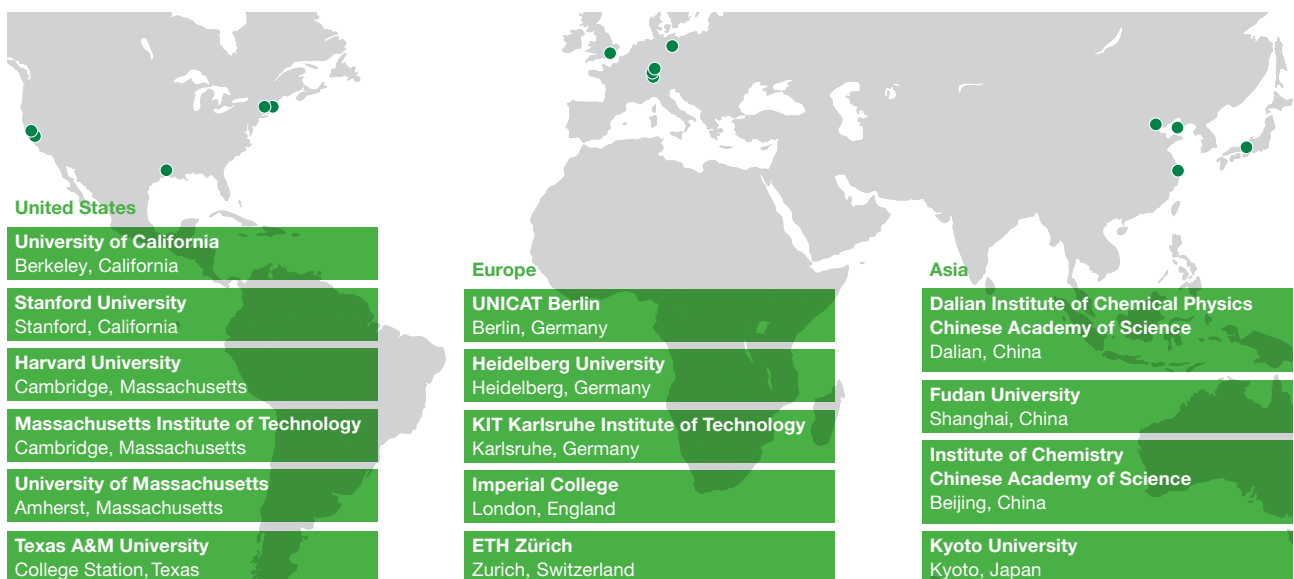 United States
University of California
Berkeley, California
Stanford University
Stanford, California
Harvard University
Cambridge, Massachusetts
Massachusetts Institute of Technology
Cambridge, Massachusetts
University of Massachusetts
Amherst, Massachusetts
Texas A&M University
College Station, Texas
Europe
UNICAT Berlin
Berlin, Germany
Heidelberg University
Heidelberg, Germany
KIT Karlsruhe Institute of Technology
Karlsruhe, Germany
Imperial College
London, England
ETH Zürich
Zurich, Switzerland
Asia
Dalian Institute of Chemical Physics
Chinese Academy of Science
Dalian, China
Fudan University
Shanghai, China
Institute of Chemistry
Chinese Academy of Science
Beijing, China
Kyoto University
Kyoto, Japan